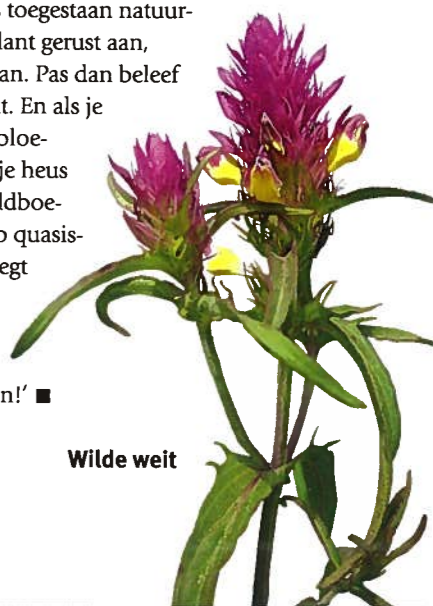 s toegestaan natuur-
lant gerust aan,
an. Pas dan beleef
t. En als je
bloe-
je heus
ldboe-
o quasis-
egt
n!' ■
Wilde weit